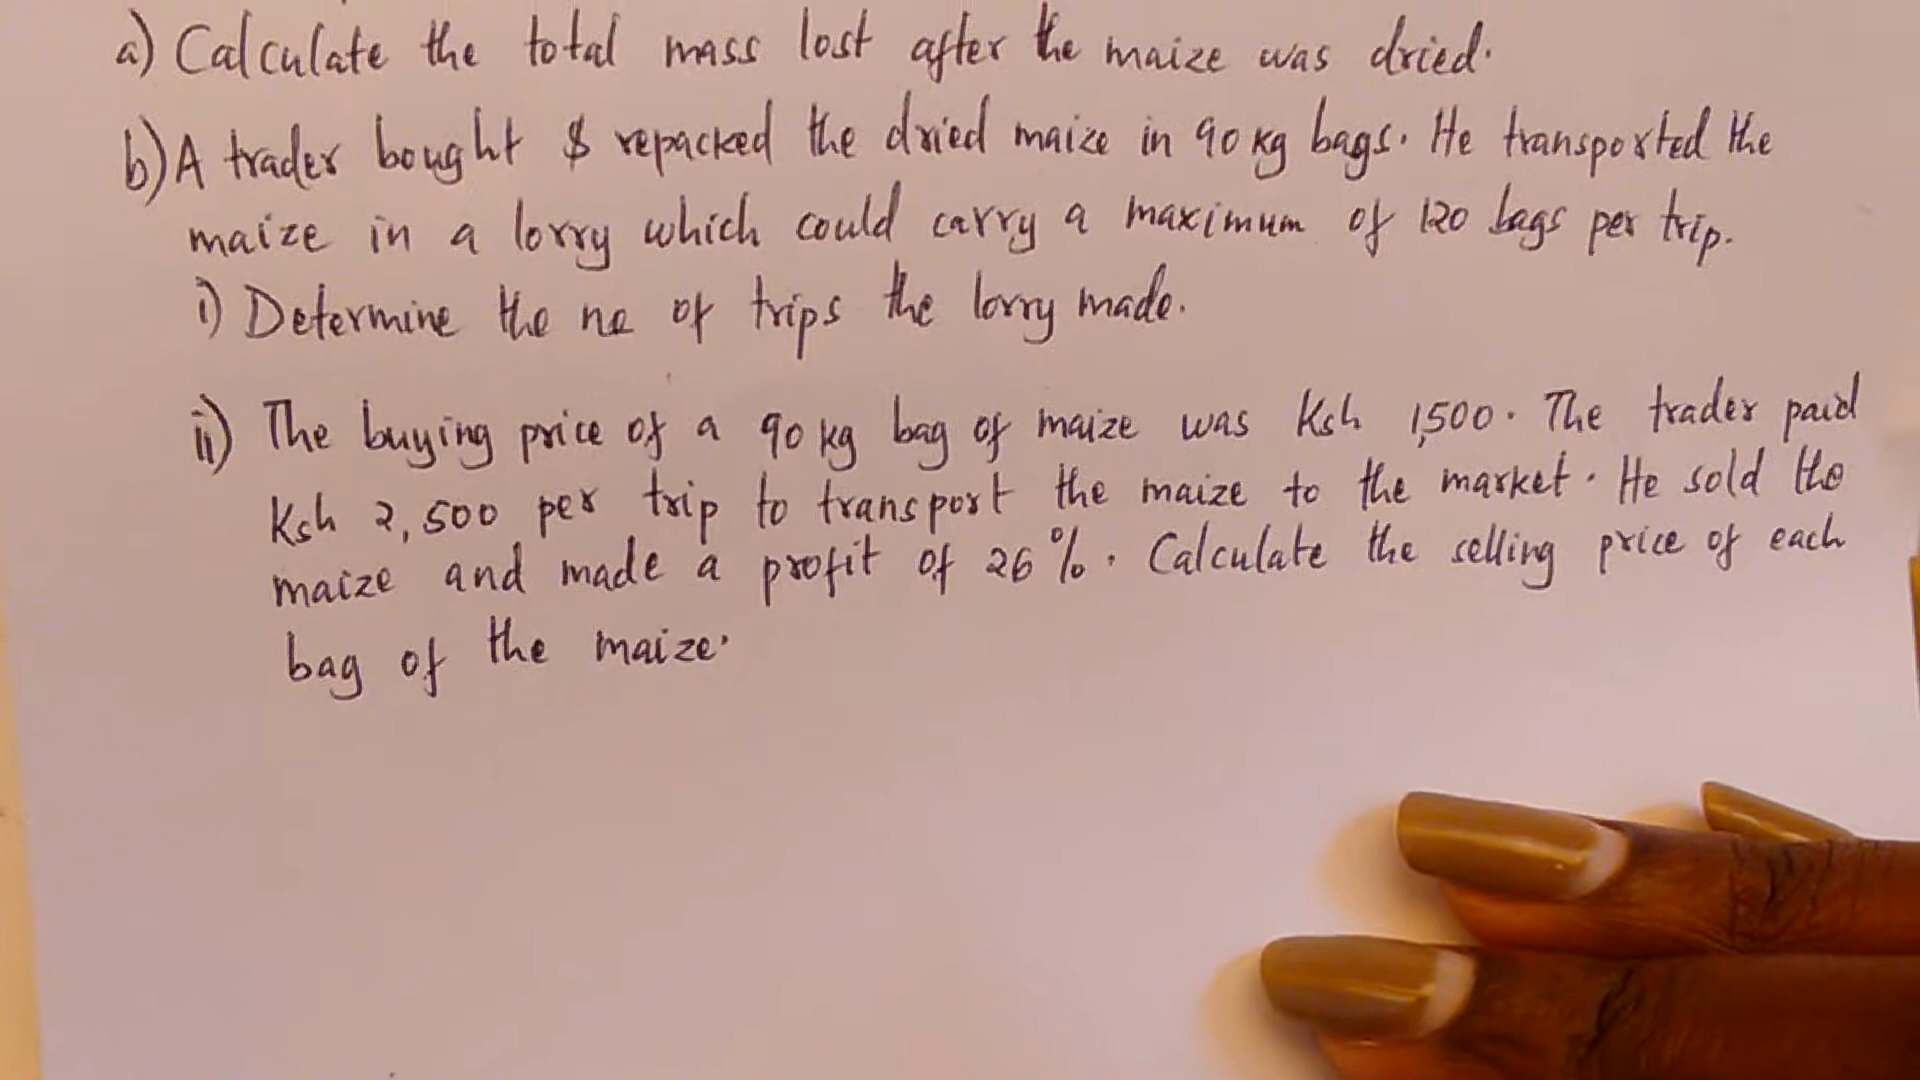 a) Calculate the total mass lost after the maize was dried.
b) A trader bought $ repacked the dried maize in 90 kg bags. He transported the
maize in a lorry which could carry a maximum of 120 bags per trip.
i) Determine the no of trips the lorry made.
ii) The buying price of a 90 kg bag of maize was Ksh 1,500. The trader paid
Ksh 2,500 per trip to transport the maize to the market. He sold the
maize and made a profit of 26%. Calculate the selling price of each
bag of the maize.